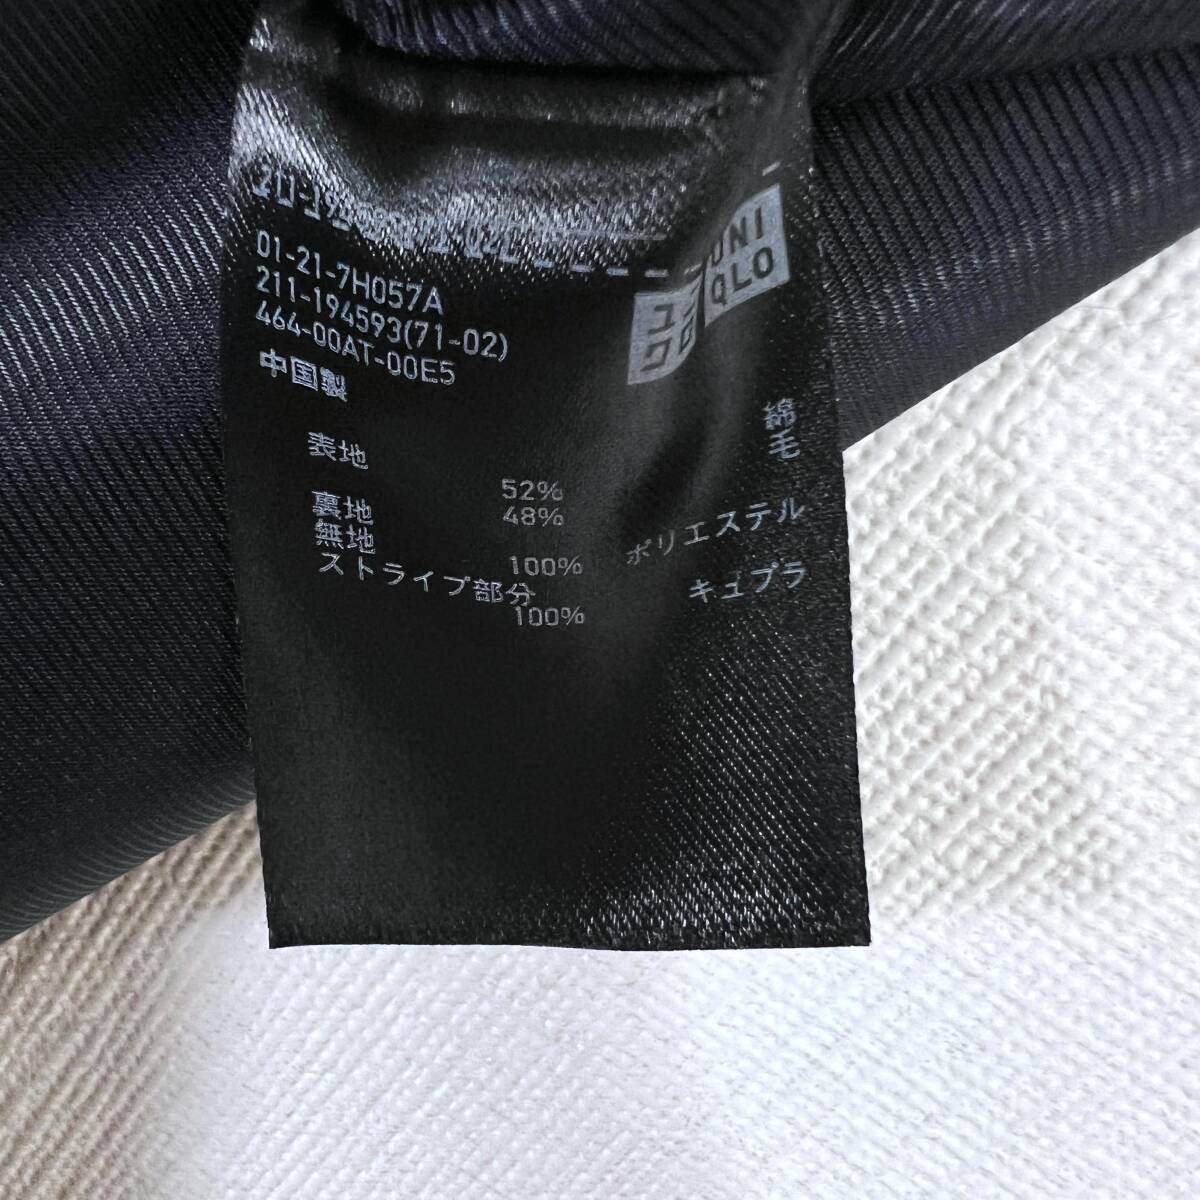 UNI
QLO
ユニ
クロ
01-21-7H057A
211-194593(71-02)
464-00AT-00E5
中国製
表地
52% 綿
48% 毛
裏地
無地
100% ポリエステル
ストライプ部分
100% キュプラ